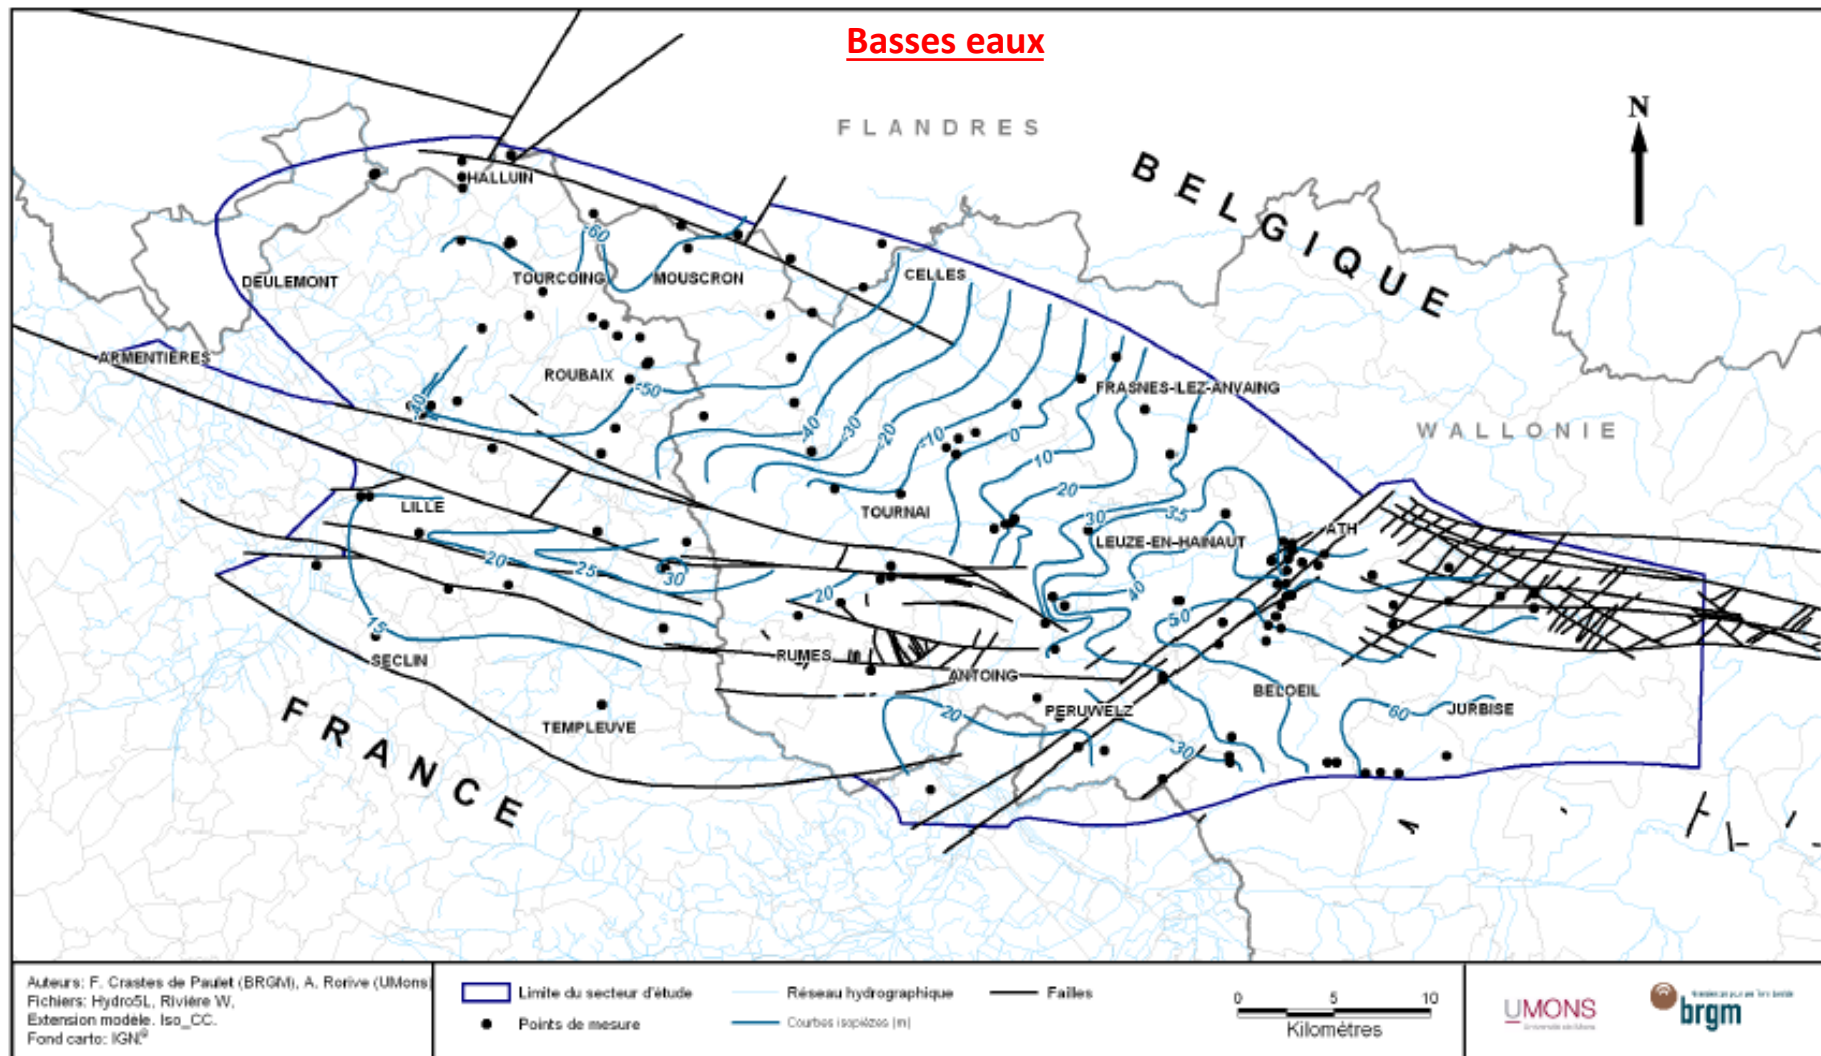 Basses eaux
N
FLANDRES
BELGIQUE
HALLUIN
-60
DEULEMONT
TOURCOING
MOUSCRON
CELLES
ARMENTIÈRES
ROUBAIX
-50
FRASNES-LEZ-ANVAING
-40
-40
-30
-20
-10
0
10
WALLONIE
20
LILLE
TOURNAI
30
35
ATH
LEUZE-EN-HAINAUT
20
25
30
20
40
50
15
SECLIN
RUMES
ANTOING
BELOEIL
FRANCE
TEMPLEUVE
20
PERUWELZ
60
JURBISE
30
Auteurs: F. Crastes de Paulet (BRGM), A. Rorive (UMons)
Fichiers: Hydro5L, Rivière W,
Extension modele. Iso_CC.
Fond carto: IGN®
Limite du secteur d'étude
Réseau hydrographique
Failles
Points de mesure
Courbes isopièzes (m)
0 5 10
Kilomètres
UMONS
brgm